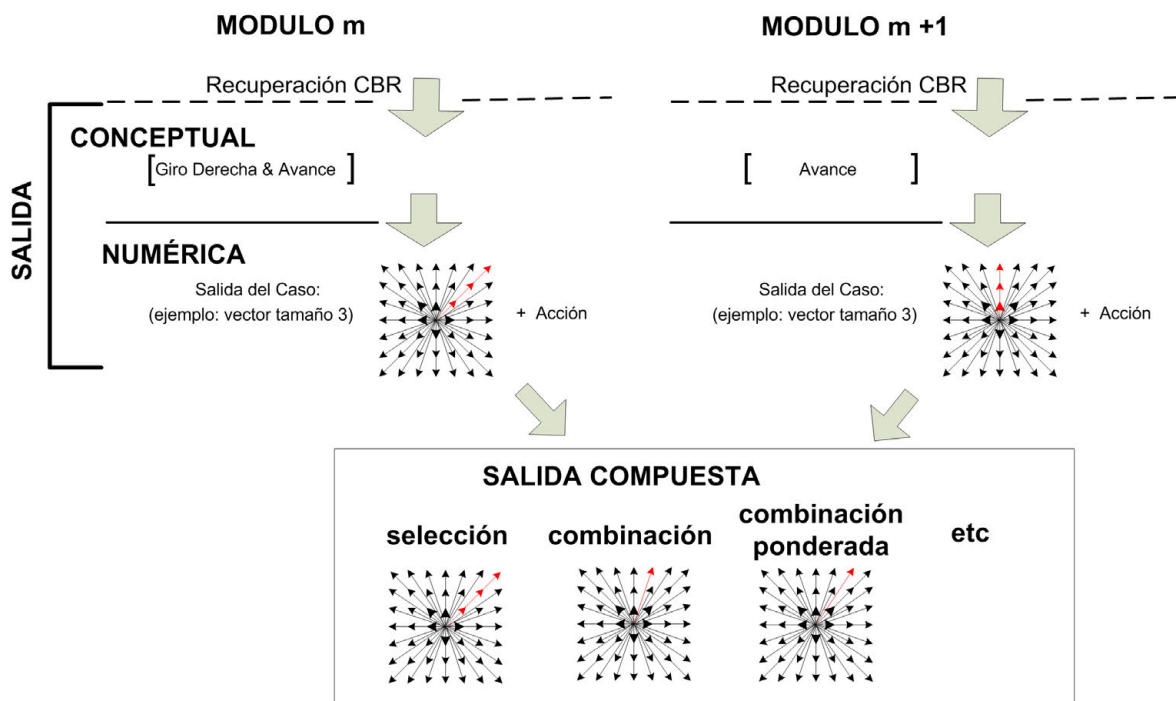 MODULO m
MODULO m +1
Recuperación CBR
Recuperación CBR
SALIDA
CONCEPTUAL
[Giro Derecha & Avance ]
[ Avance ]
NUMÉRICA
Salida del Caso:
(ejemplo: vector tamaño 3)
+ Acción
Salida del Caso:
(ejemplo: vector tamaño 3)
+ Acción
SALIDA COMPUESTA
selección
combinación
combinación
ponderada
etc